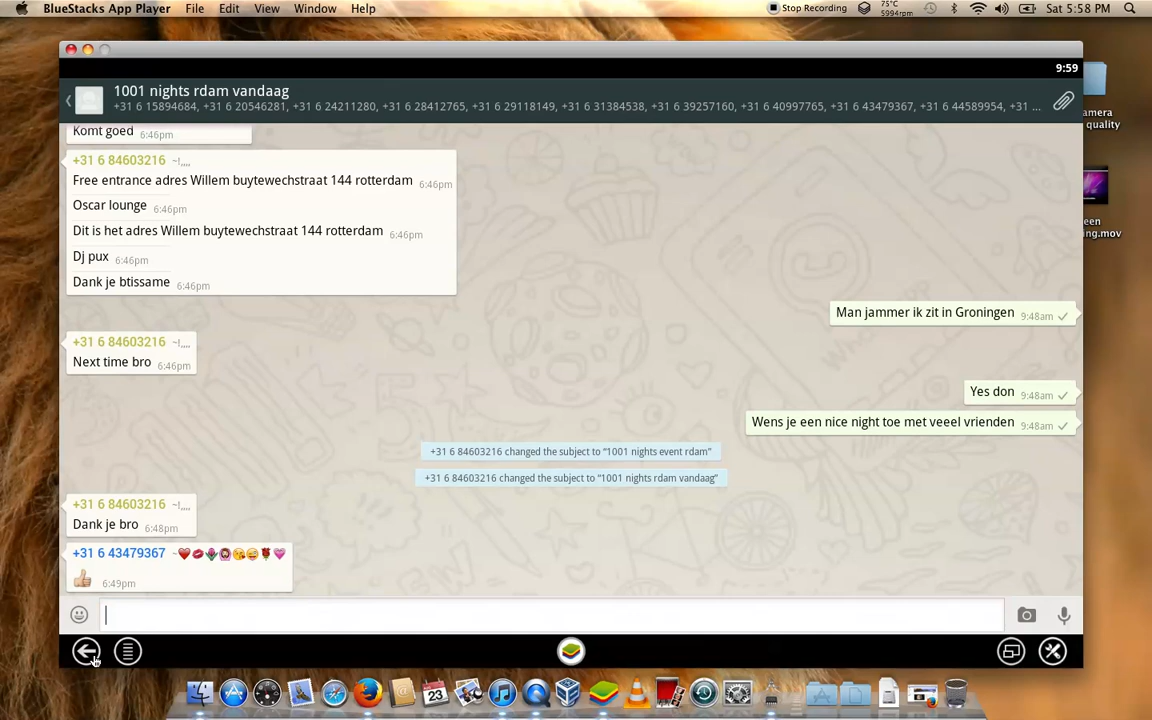 BlueStacks App Player File Edit View Window Help
Stop Recording 75°C 5994rpm Sat 5:58 PM
9:59
1001 nights rdam vandaag
+31 6 15894684, +31 6 20546281, +31 6 24211280, +31 6 28412765, +31 6 29118149, +31 6 31384538, +31 6 39257160, +31 6 40997765, +31 6 43479367, +31 6 44589954, +31 ...
amera
quality
Komt goed 6:46pm
+31 6 84603216 ~!,,,,
Free entrance adres Willem buytewechstraat 144 rotterdam 6:46pm
Oscar lounge 6:46pm
Dit is het adres Willem buytewechstraat 144 rotterdam 6:46pm
een
ng.mov
Dj pux 6:46pm
Dank je btissame 6:46pm
Man jammer ik zit in Groningen 9:48am
+31 6 84603216 ~!,,,,
Next time bro 6:46pm
Yes don 9:48am
Wens je een nice night toe met veeel vrienden 9:48am
+31 6 84603216 changed the subject to “1001 nights event rdam”
+31 6 84603216 changed the subject to “1001 nights rdam vandaag”
+31 6 84603216 ~!,,,,
Dank je bro 6:48pm
+31 6 43479367 ~❤️💋🌷🙆😘😜🌹💗
👍 6:49pm
23